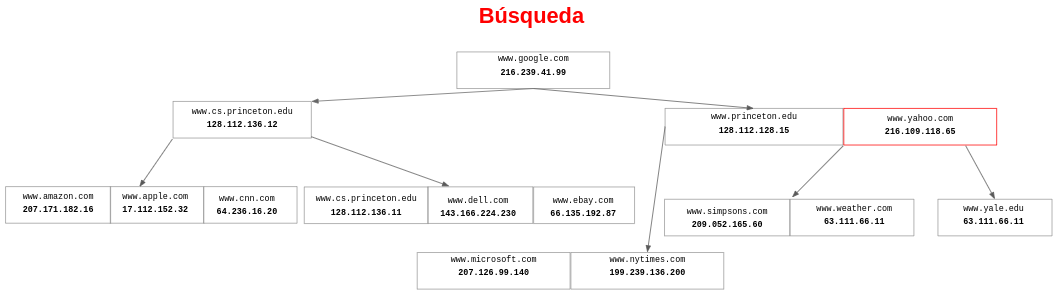 Búsqueda
www.google.com
216.239.41.99
www.cs.princeton.edu
128.112.136.12
www.princeton.edu
128.112.128.15
www.yahoo.com
216.109.118.65
www.amazon.com
207.171.182.16
www.apple.com
17.112.152.32
www.cnn.com
64.236.16.20
www.cs.princeton.edu
128.112.136.11
www.dell.com
143.166.224.230
www.ebay.com
66.135.192.87
www.simpsons.com
209.052.165.60
www.weather.com
63.111.66.11
www.yale.edu
63.111.66.11
www.microsoft.com
207.126.99.140
www.nytimes.com
199.239.136.200